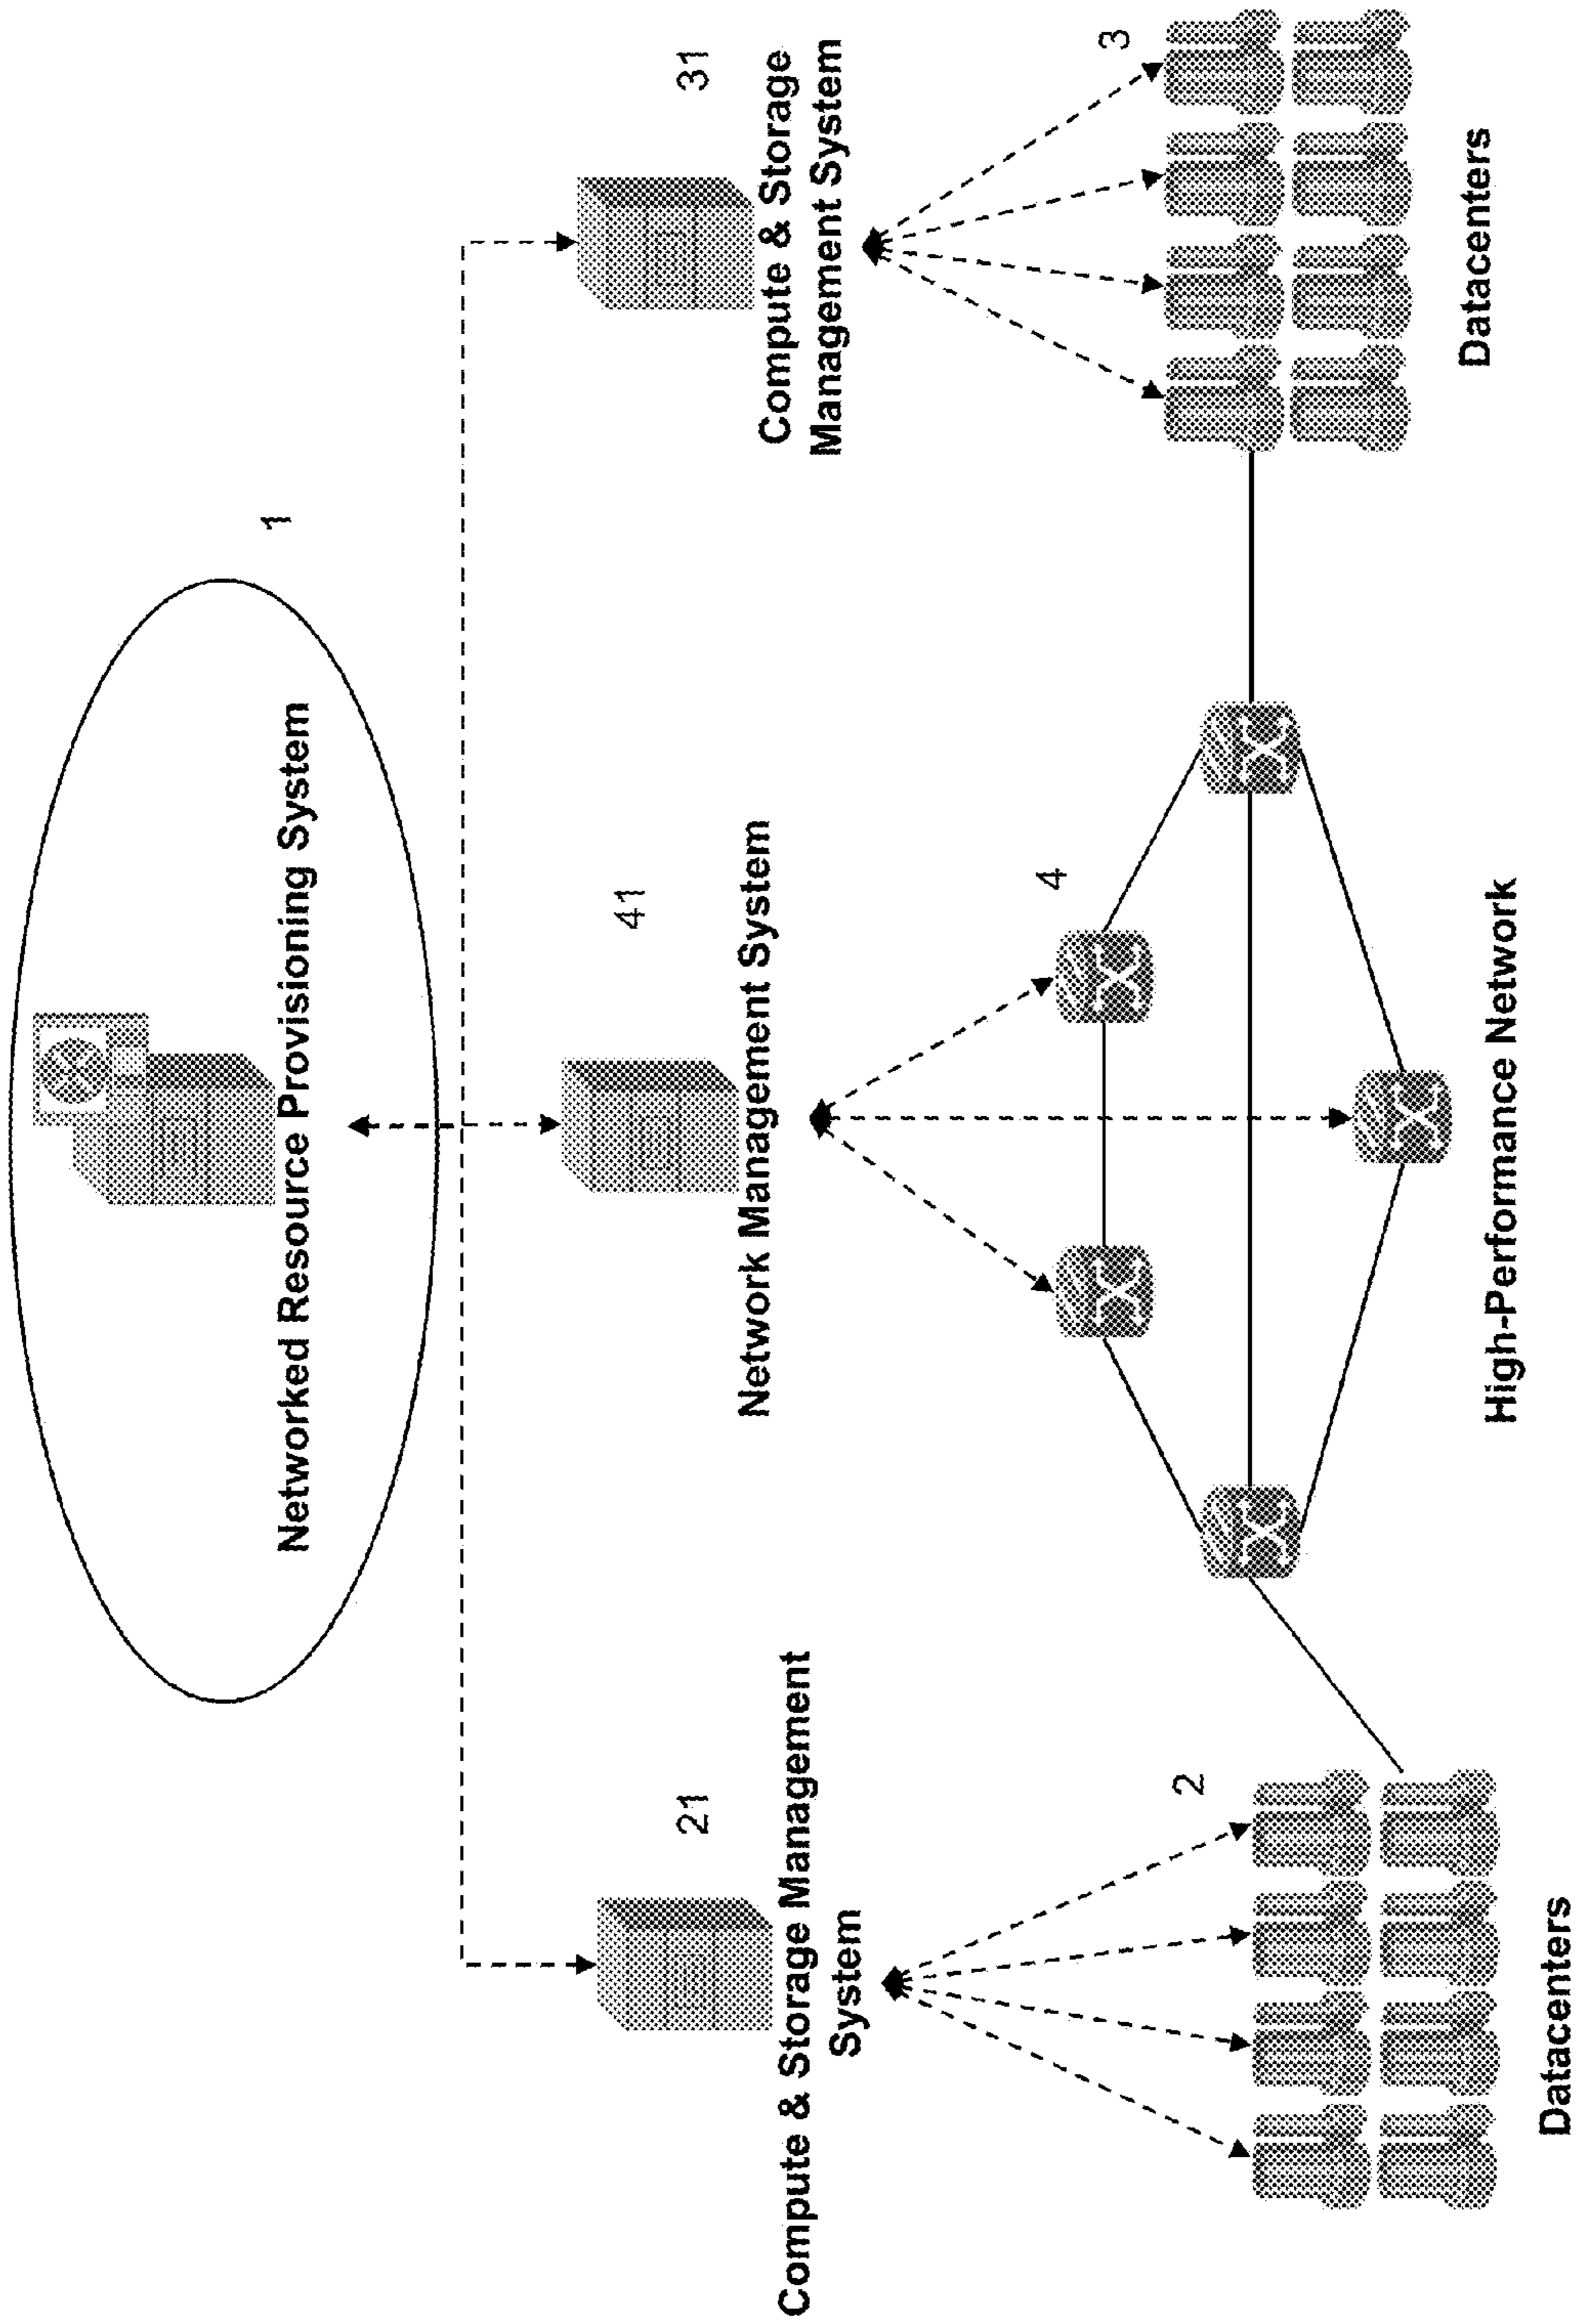 1
Networked Resource Provisioning System
21
Compute & Storage Management
System
41
Network Management System
31
Compute & Storage
Management System
2
Datacenters
4
High-Performance Network
3
Datacenters